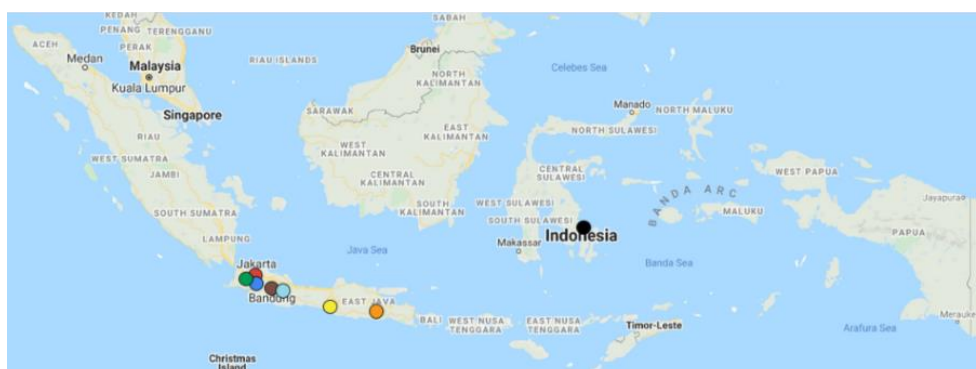 KEDAH
SABAH
PENANG TERENGGANU
ACEH
PERAK
Brunei
Medan
Malaysia
RIAU ISLANDS
Celebes Sea
NORTH
KALIMANTAN
Kuala Lumpur
SARAWAK
Singapore
Manado
NORTH MALUKU
EAST
KALIMANTAN
NORTH SULAWESI
RIAU
WEST
KALIMANTAN
WEST SUMATRA
CENTRAL
SULAWESI
WEST PAPUA
JAMBI
CENTRAL
KALIMANTAN
BANDA ARC
Jayapura
SOUTH
KALIMANTAN
WEST SULAWESI
SOUTH SUMATRA
SOUTH SULAWESI
MALUKU
Indonesia
PAPUA
LAMPUNG
Makassar
Java Sea
Jakarta
Banda Sea
Bandung
EAST JAVA
BALI
WEST NUSA
TENGGARA
EAST NUSA
TENGGARA
Timor-Leste
Merauke
Arafura Sea
Christmas
Island